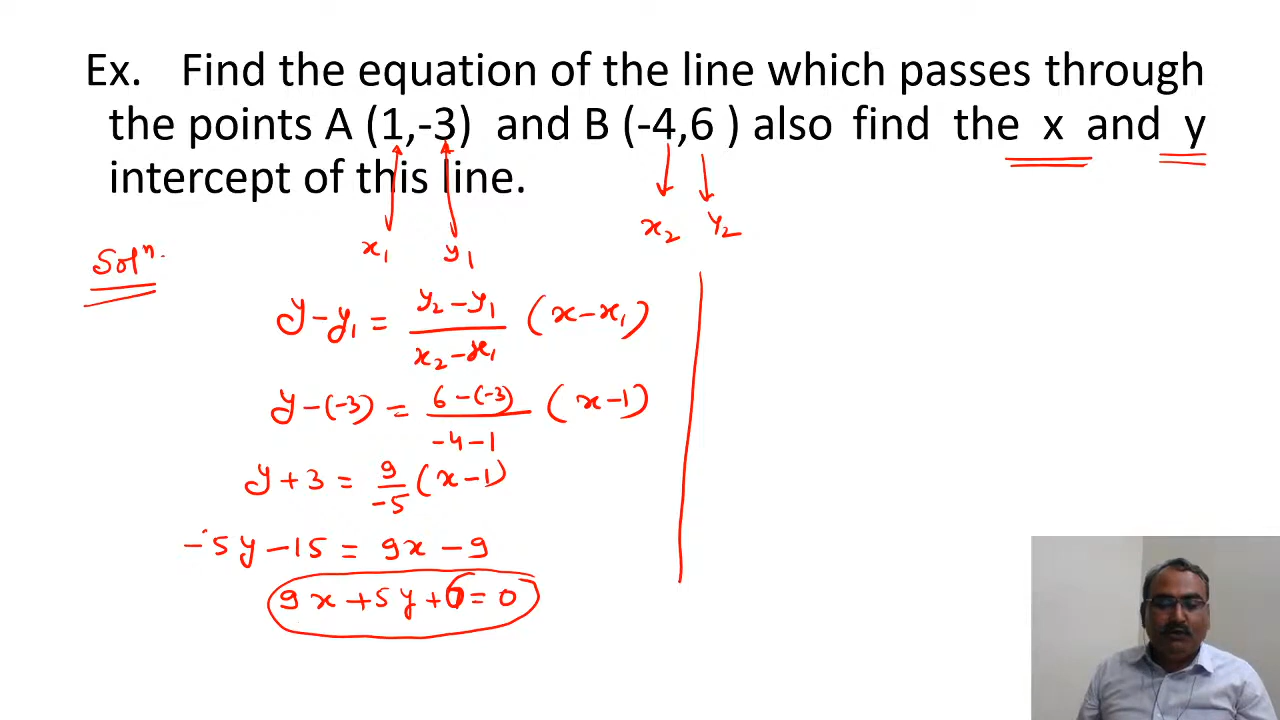 Ex. Find the equation of the line which passes through
the points A (1,-3) and B (-4,6 ) also find the x and y
intercept of this line.
x₁ y₁ x₂ y₂
Solⁿ.
y - y₁ = (y₂ - y₁)/(x₂ - x₁) (x - x₁)
y - (-3) = (6 - (-3))/(-4 - 1) (x - 1)
y + 3 = 9/-5 (x - 1)
-5y - 15 = 9x - 9
9x + 5y + 6 = 0